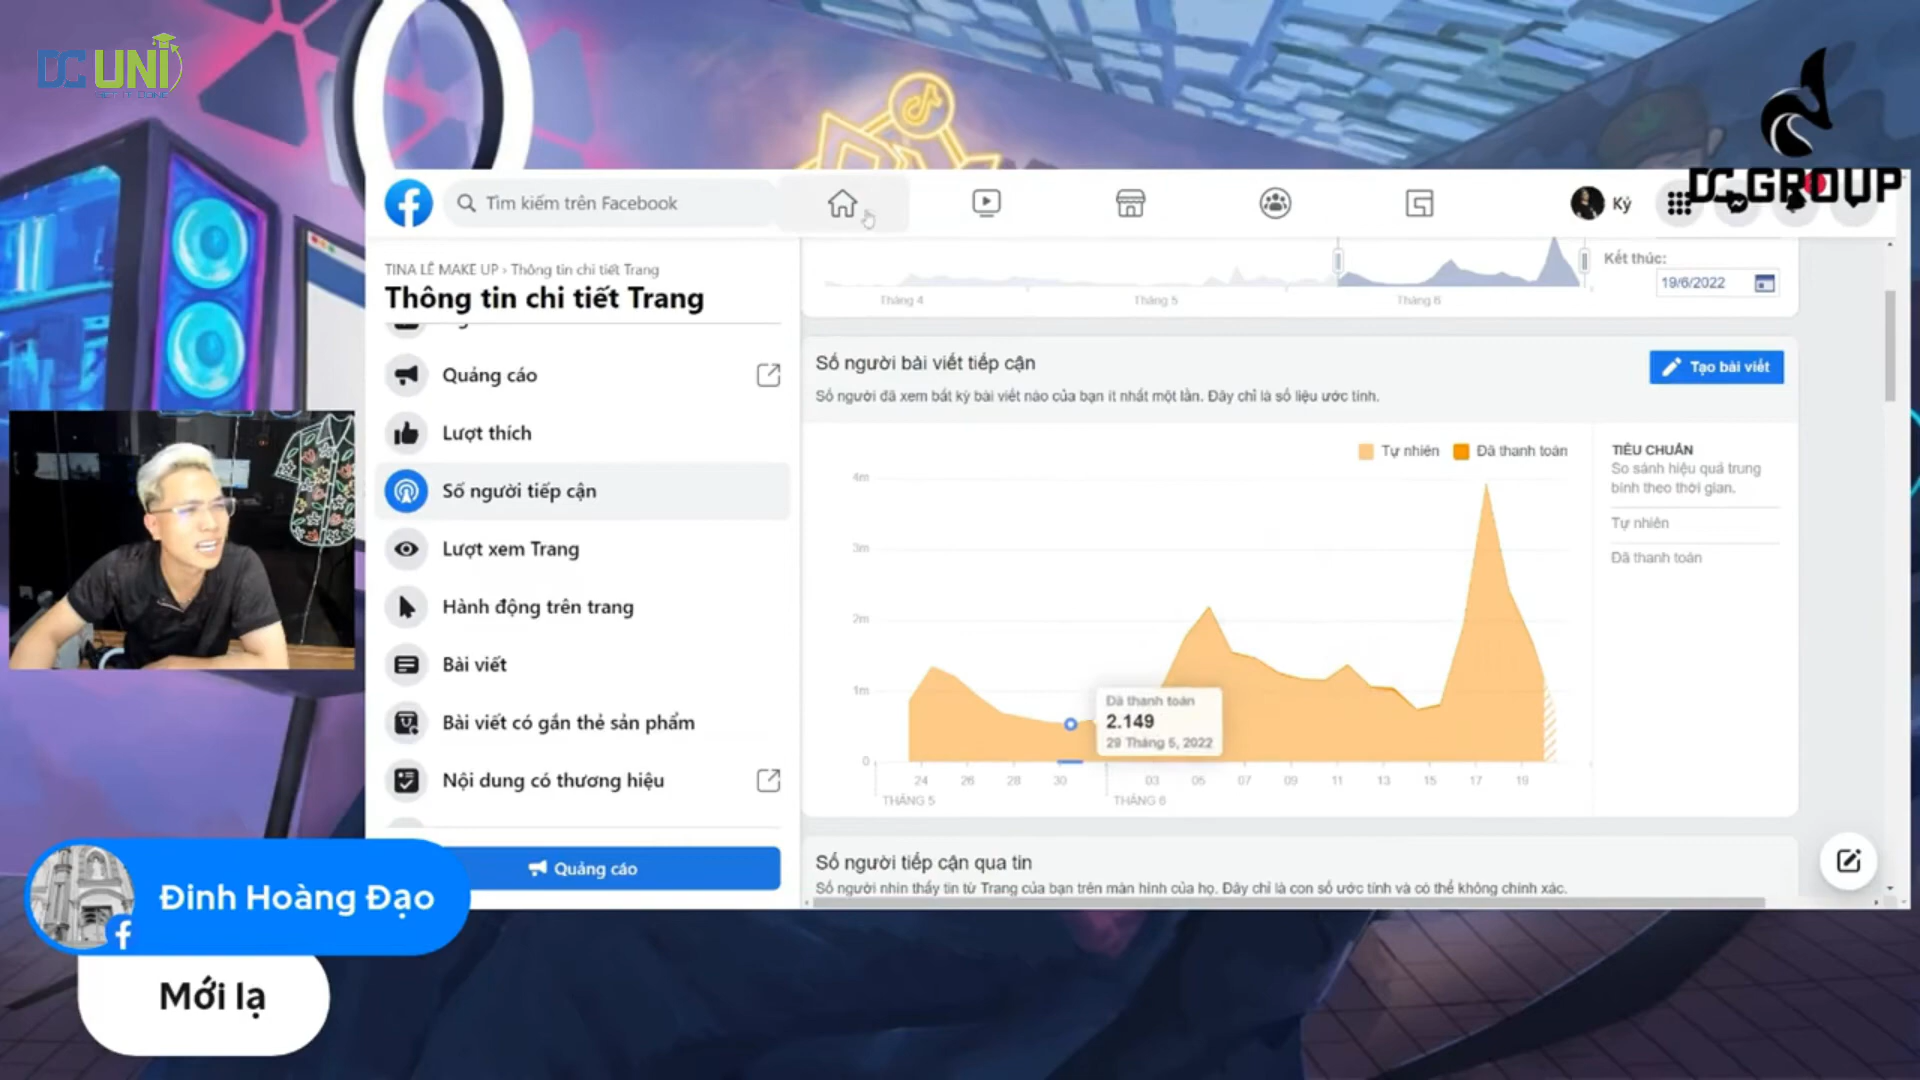 DC UNI
DC GROUP
Tìm kiếm trên Facebook
Kỷ
TINA LÊ MAKE UP › Thông tin chi tiết Trang
Thông tin chi tiết Trang
Quảng cáo
Lượt thích
Số người tiếp cận
Lượt xem Trang
Hành động trên trang
Bài viết
Bài viết có gắn thẻ sản phẩm
Nội dung có thương hiệu
Quảng cáo
Tháng 4
Tháng 5
Tháng 6
Kết thúc:
19/6/2022
Số người bài viết tiếp cận
Số người đã xem bất kỳ bài viết nào của bạn ít nhất một lần. Đây chỉ là số liệu ước tính.
Tạo bài viết
Tự nhiên
Đã thanh toán
4m
3m
2m
1m
0
Đã thanh toán
2.149
29 Tháng 5, 2022
24 26 28 30 03 05 07 09 11 13 15 17 19
THÁNG 5
THÁNG 6
TIÊU CHUẨN
So sánh hiệu quả trung
bình theo thời gian.
Tự nhiên
Đã thanh toán
Số người tiếp cận qua tin
Số người nhìn thấy tin từ Trang của bạn trên màn hình của họ. Đây chỉ là con số ước tính và có thể không chính xác.
Đinh Hoàng Đạo
Mới lạ